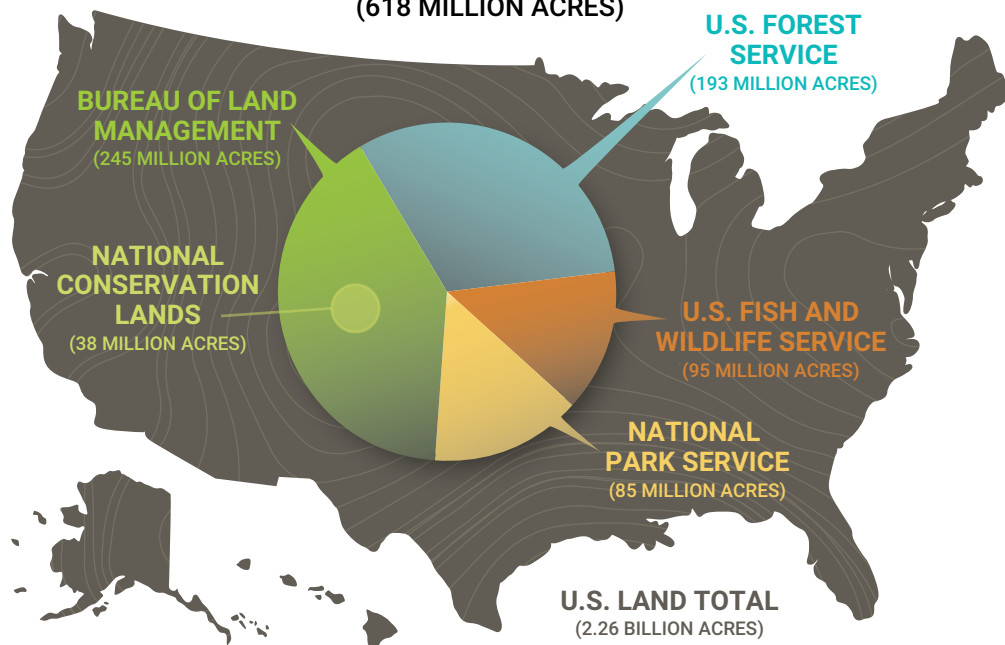 (618 MILLION ACRES)
U.S. FOREST
SERVICE
(193 MILLION ACRES)
BUREAU OF LAND
MANAGEMENT
(245 MILLION ACRES)
NATIONAL
CONSERVATION
LANDS
(38 MILLION ACRES)
U.S. FISH AND
WILDLIFE SERVICE
(95 MILLION ACRES)
NATIONAL
PARK SERVICE
(85 MILLION ACRES)
U.S. LAND TOTAL
(2.26 BILLION ACRES)